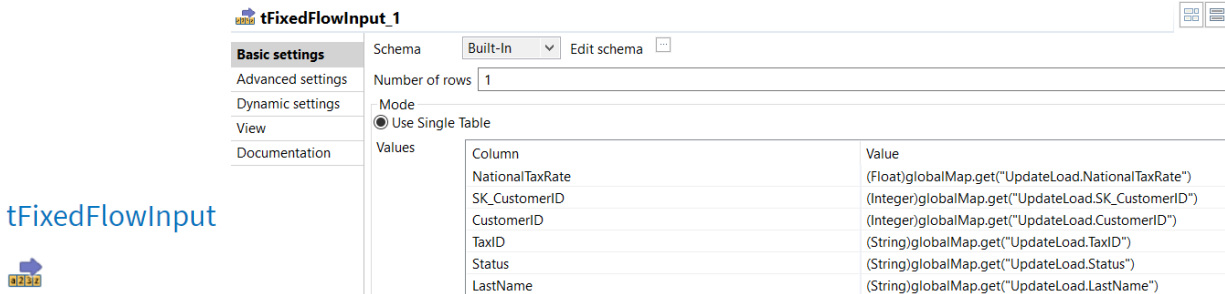 tFixedFlowInput_1
Basic settings
Advanced settings
Dynamic settings
View
Documentation
Schema Built-In Edit schema ...
Number of rows 1
Mode
Use Single Table
Values
Column Value
NationalTaxRate (Float)globalMap.get("UpdateLoad.NationalTaxRate")
SK_CustomerID (Integer)globalMap.get("UpdateLoad.SK_CustomerID")
CustomerID (Integer)globalMap.get("UpdateLoad.CustomerID")
TaxID (String)globalMap.get("UpdateLoad.TaxID")
Status (String)globalMap.get("UpdateLoad.Status")
LastName (String)globalMap.get("UpdateLoad.LastName")
tFixedFlowInput